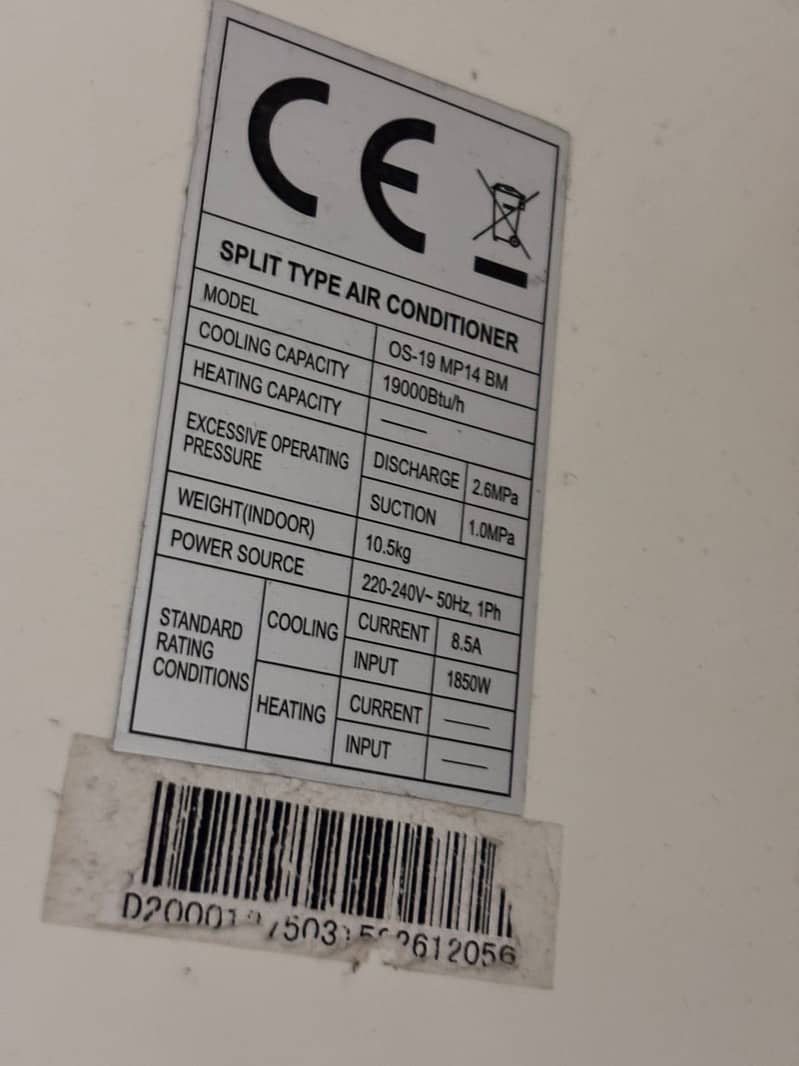 CE
SPLIT TYPE AIR CONDITIONER
MODEL OS-19 MP14 BM
COOLING CAPACITY 19000Btu/h
HEATING CAPACITY ——
EXCESSIVE OPERATING PRESSURE DISCHARGE 2.6MPa
SUCTION 1.0MPa
WEIGHT(INDOOR) 10.5kg
POWER SOURCE 220-240V~ 50Hz, 1Ph
STANDARD RATING CONDITIONS COOLING CURRENT 8.5A
INPUT 1850W
HEATING CURRENT ——
INPUT ——